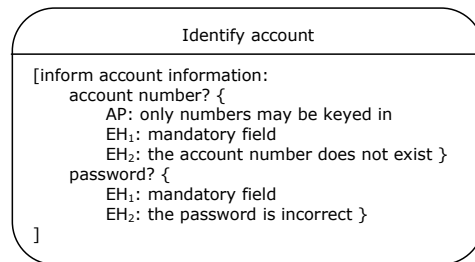 Identify account
[inform account information:
account number? {
AP: only numbers may be keyed in
EH₁: mandatory field
EH₂: the account number does not exist }
password? {
EH₁: mandatory field
EH₂: the password is incorrect }
]